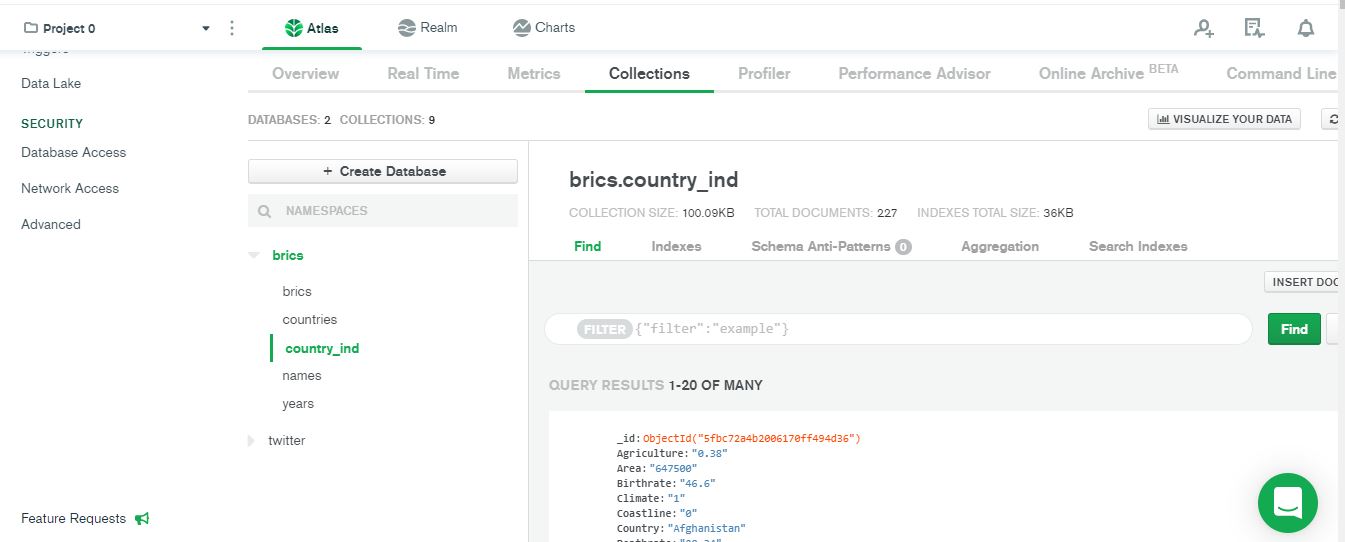 Project 0
Atlas
Realm
Charts
Triggers
Data Lake
SECURITY
Database Access
Network Access
Advanced
Feature Requests
Overview
Real Time
Metrics
Collections
Profiler
Performance Advisor
Online Archive BETA
Command Line
DATABASES: 2 COLLECTIONS: 9
VISUALIZE YOUR DATA
+ Create Database
NAMESPACES
brics
brics
countries
country_ind
names
years
twitter
brics.country_ind
COLLECTION SIZE: 100.09KB TOTAL DOCUMENTS: 227 INDEXES TOTAL SIZE: 36KB
Find
Indexes
Schema Anti-Patterns 0
Aggregation
Search Indexes
INSERT DOC
FILTER {"filter":"example"}
Find
QUERY RESULTS 1-20 OF MANY
_id: ObjectId("5fbc72a4b2006170ff494d36")
Agriculture: "0.38"
Area: "647500"
Birthrate: "46.6"
Climate: "1"
Coastline: "0"
Country: "Afghanistan"